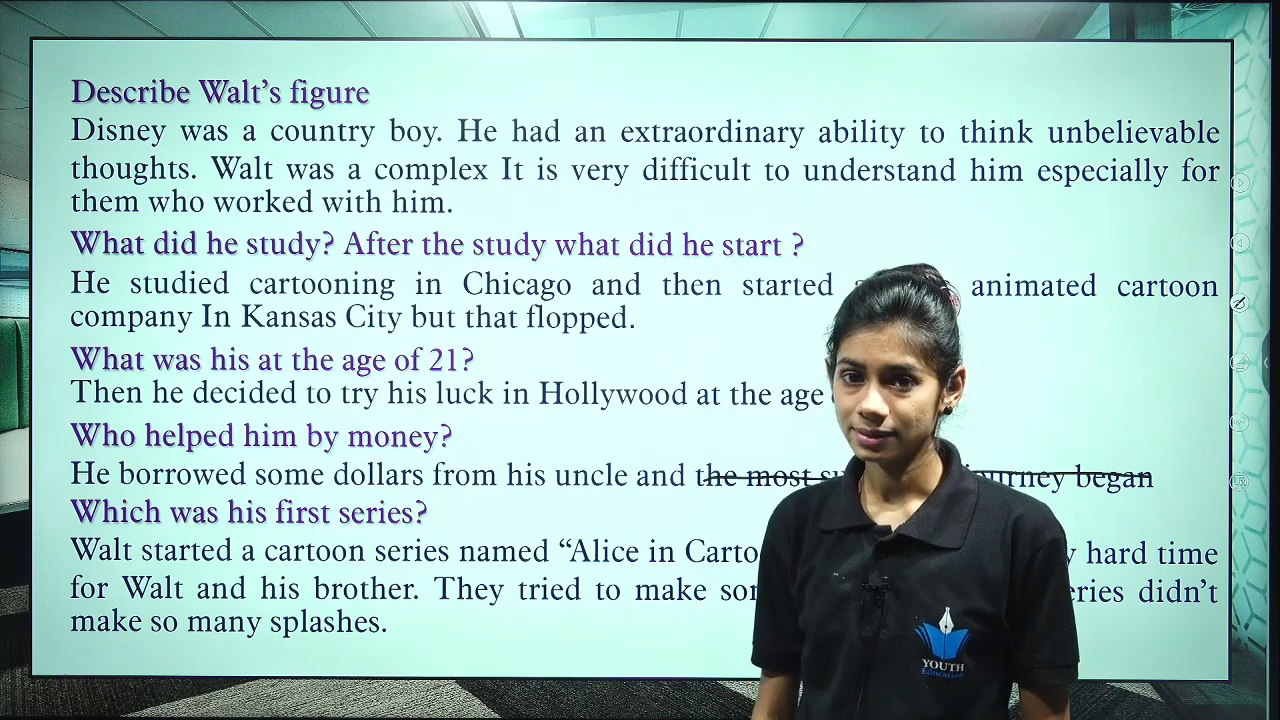 Describe Walt's figure
Disney was a country boy. He had an extraordinary ability to think unbelievable
thoughts. Walt was a complex It is very difficult to understand him especially for
them who worked with him.
What did he study? After the study what did he start ?
He studied cartooning in Chicago and then started animated cartoon
company In Kansas City but that flopped.
What was his at the age of 21?
Then he decided to try his luck in Hollywood at the age
Who helped him by money?
He borrowed some dollars from his uncle and the most began
Which was his first series?
Walt started a cartoon series named “Alice in hard time
for Walt and his brother. They tried to make didn't
make so many splashes.
YOUTH
Education